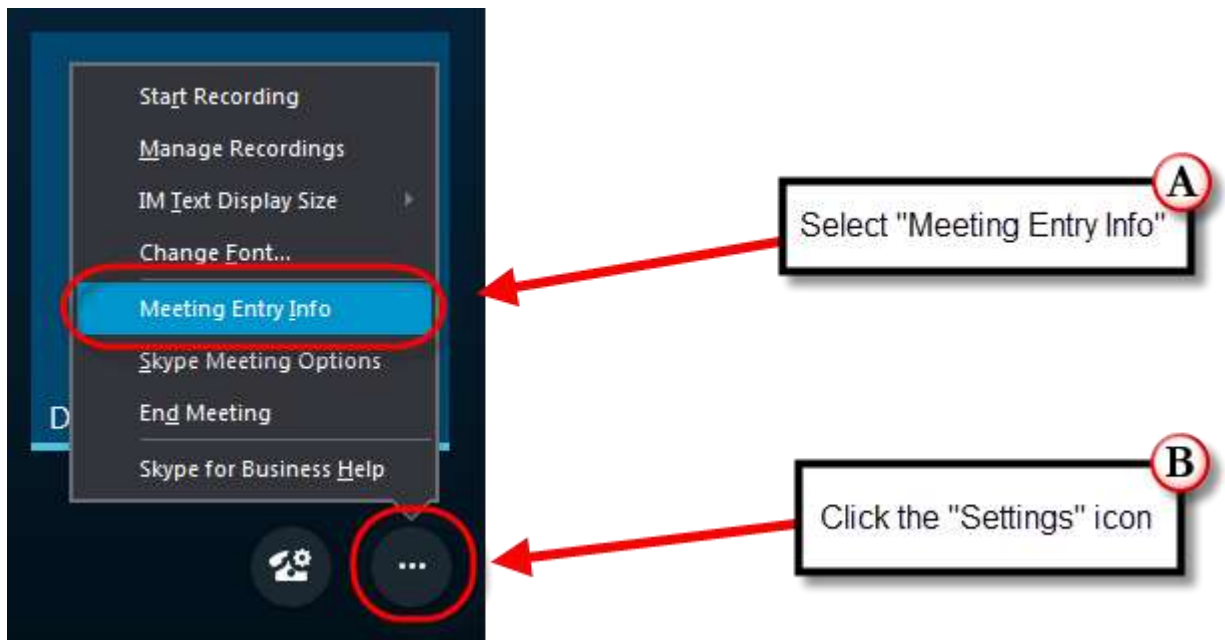 Start Recording
Manage Recordings
IM Text Display Size
Change Font...
Meeting Entry Info
Skype Meeting Options
End Meeting
Skype for Business Help
D
...
A
Select "Meeting Entry Info"
B
Click the "Settings" icon